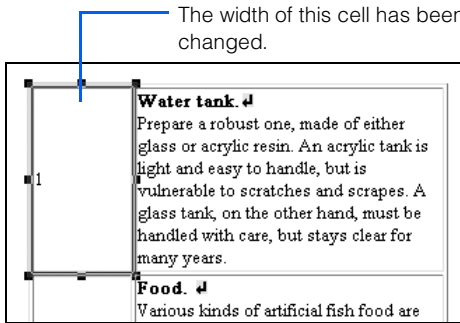 The width of this cell has been
changed.
Water tank.↲
1
Prepare a robust one, made of either
glass or acrylic resin. An acrylic tank is
light and easy to handle, but is
vulnerable to scratches and scrapes. A
glass tank, on the other hand, must be
handled with care, but stays clear for
many years.
Food. ↲
Various kinds of artificial fish food are